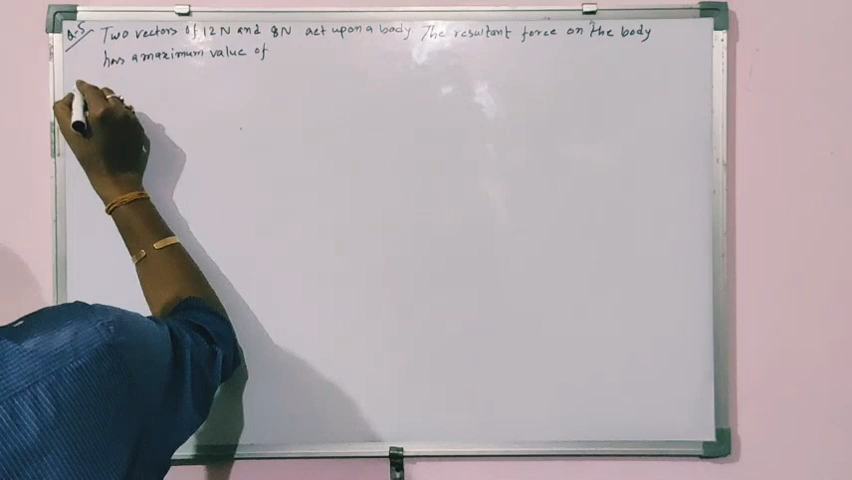 Q.5 Two vectors of 12 N and 8N act upon a body The resultant force on the body
has a maximum value of